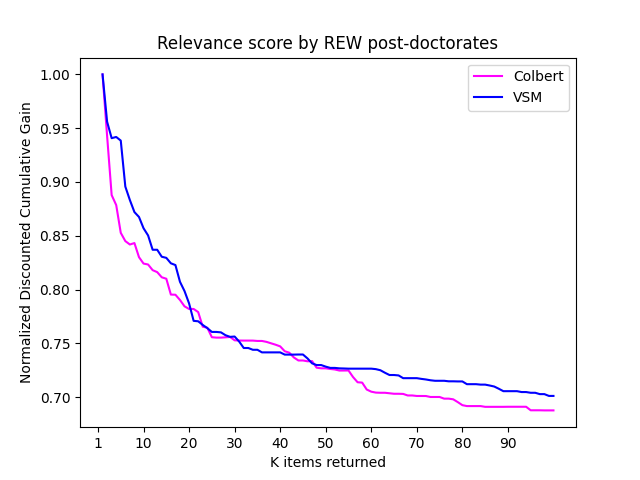 Relevance score by REW post-doctorates
Colbert
VSM
Normalized Discounted Cumulative Gain
1.00
0.95
0.90
0.85
0.80
0.75
0.70
1 10 20 30 40 50 60 70 80 90
K items returned